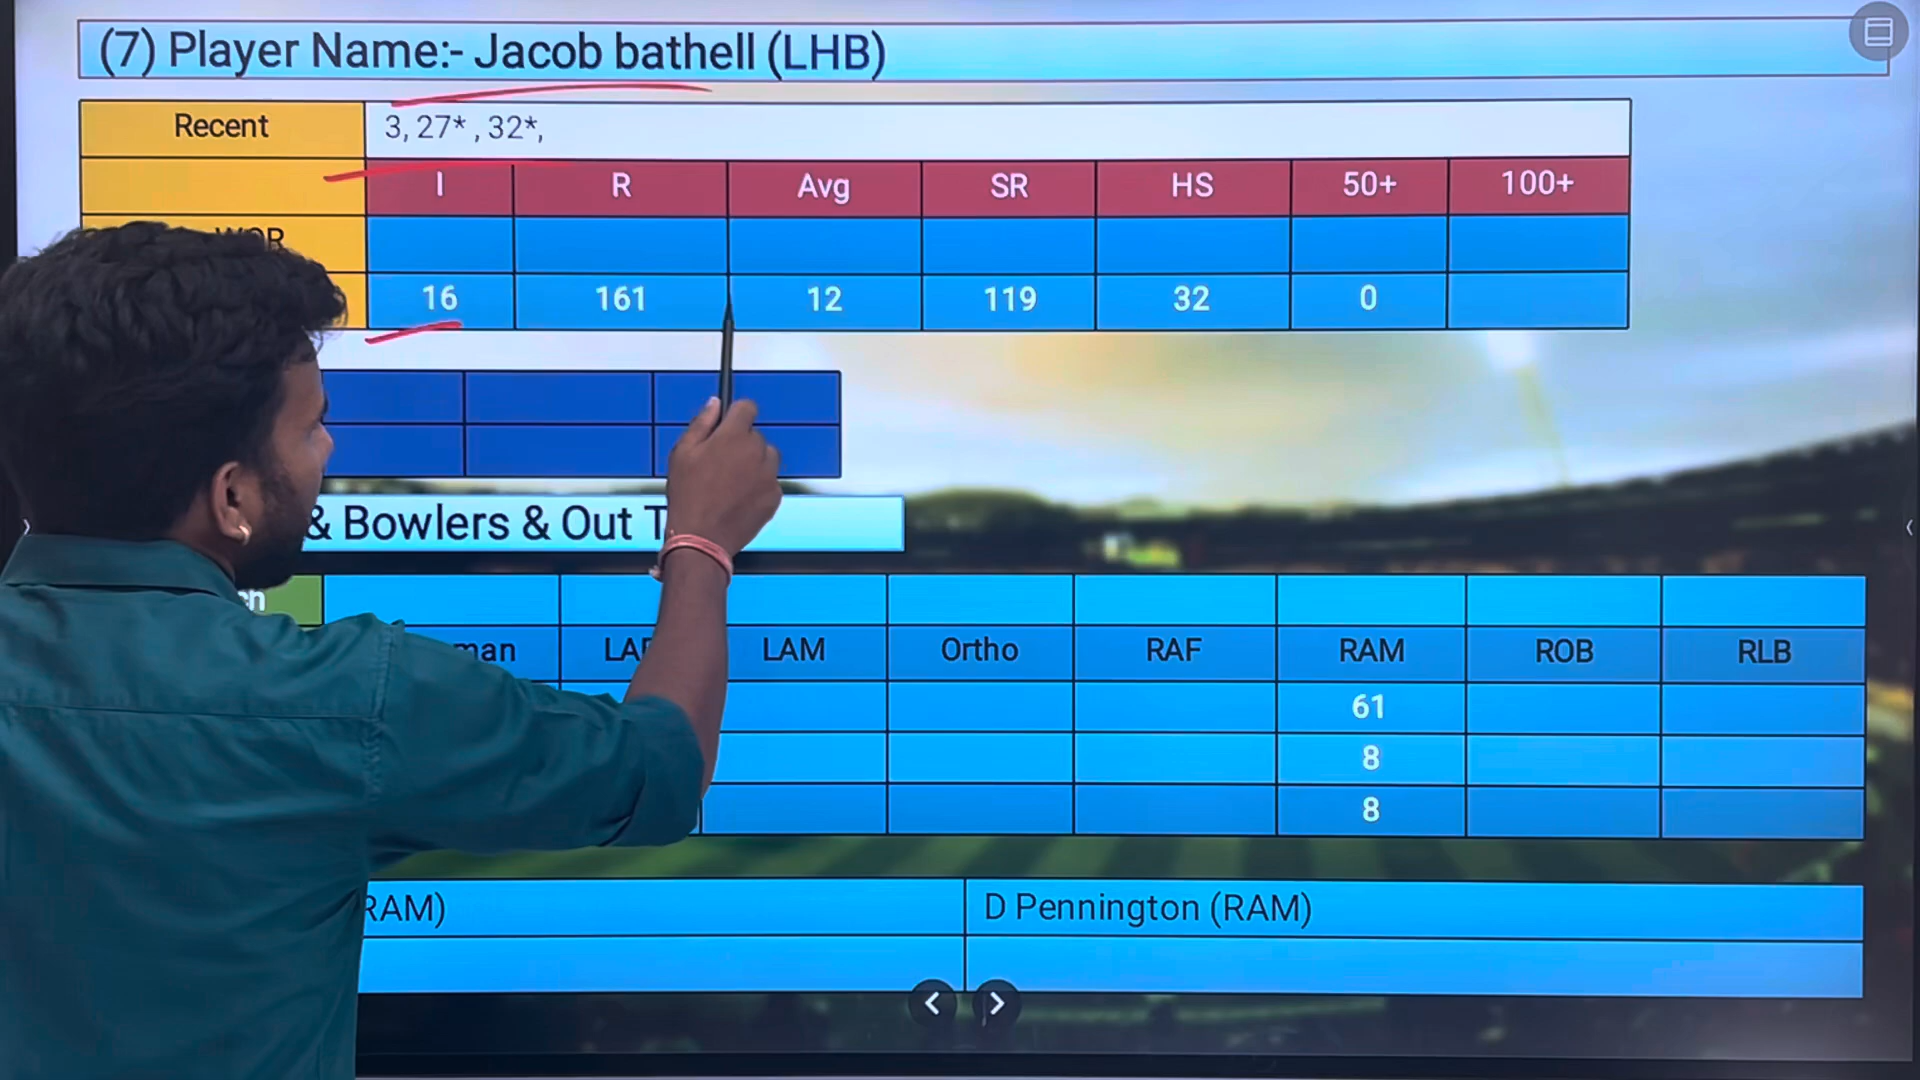 (7) Player Name:- Jacob bathell (LHB)
Recent 3, 27* , 32*,
I R Avg SR HS 50+ 100+
16 161 12 119 32 0
& Bowlers & Out T
LAM Ortho RAF RAM ROB RLB
61
8
8
RAM) D Pennington (RAM)